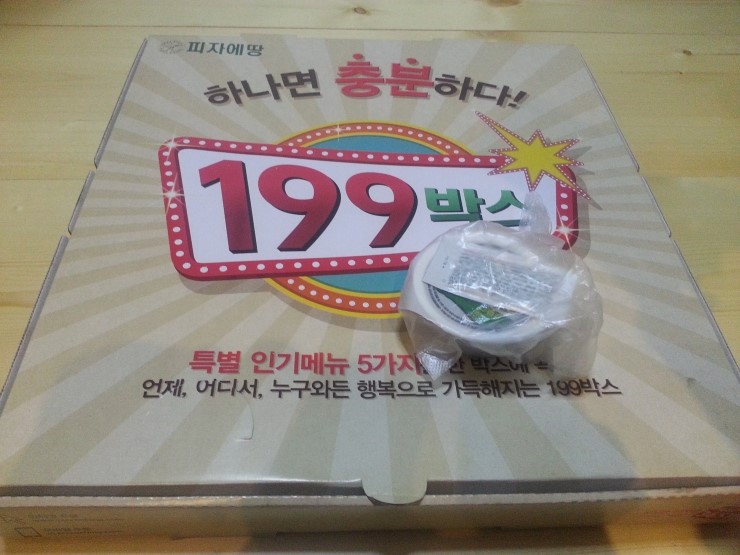 피자에땅
하나면 충분하다!
199박스
특별 인기메뉴 5가지
언제, 어디서, 누구와든 행복으로 가득해지는 199박스